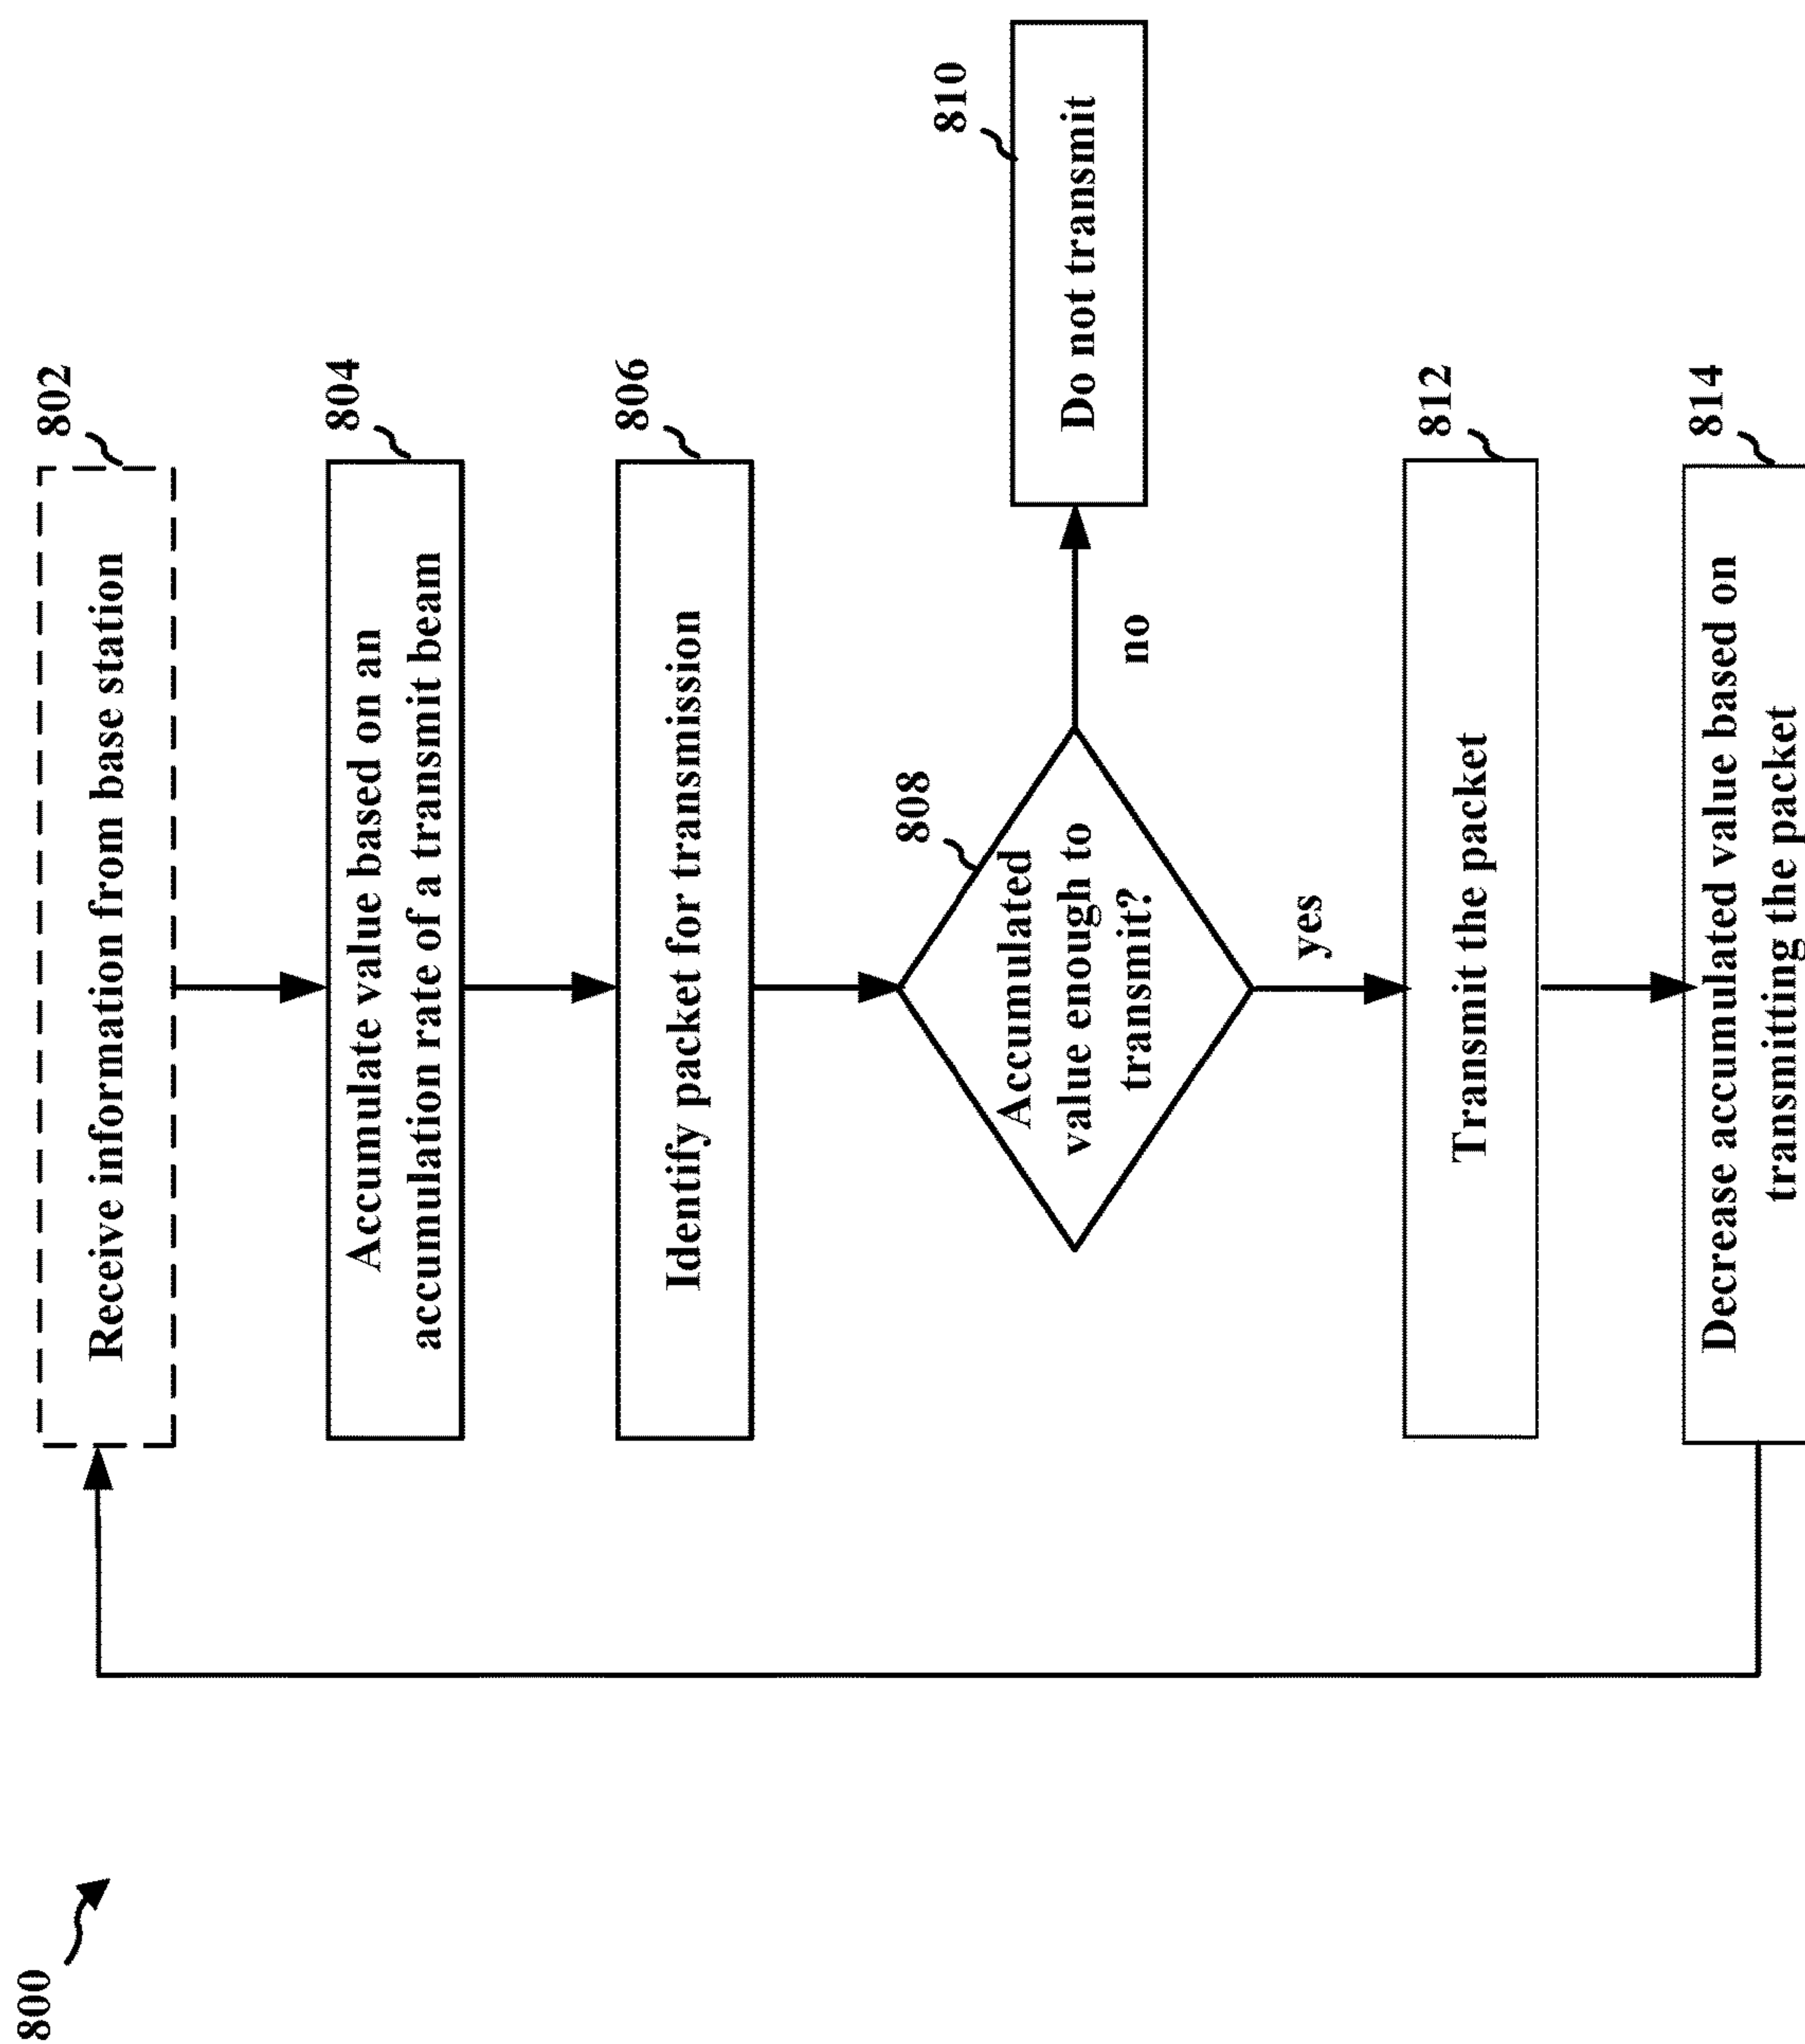 800
802
Receive information from base station
804
Accumulate value based on an
accumulation rate of a transmit beam
806
Identify packet for transmission
808
Accumulated
value enough to
transmit?
no
810
Do not transmit
yes
812
Transmit the packet
814
Decrease accumulated value based on
transmitting the packet